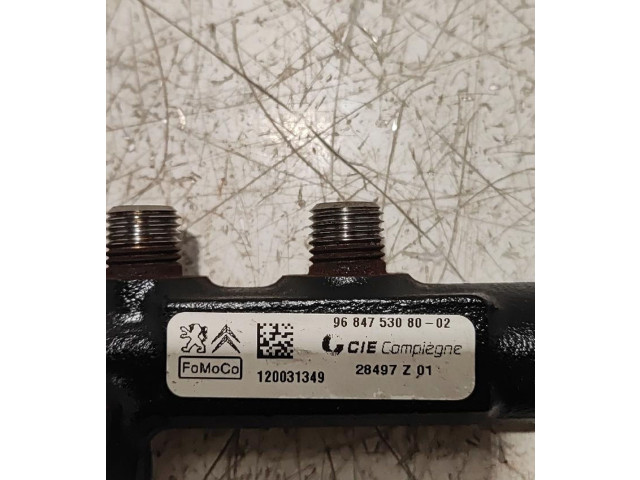 96 847 530 80-02
CIE Compiègne
FoMoCo
120031349
28497 Z 01